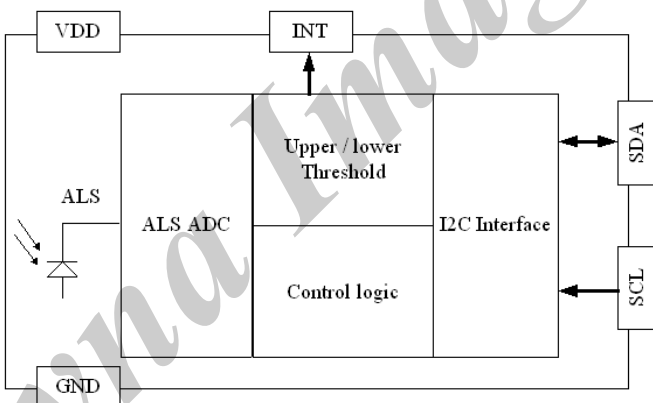 VDD
INT
Upper / lower
Threshold
SDA
ALS
ALS ADC
I2C Interface
Control logic
SCL
GND